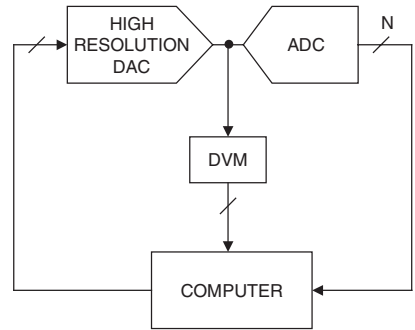 HIGH
RESOLUTION
DAC
ADC
N
DVM
COMPUTER